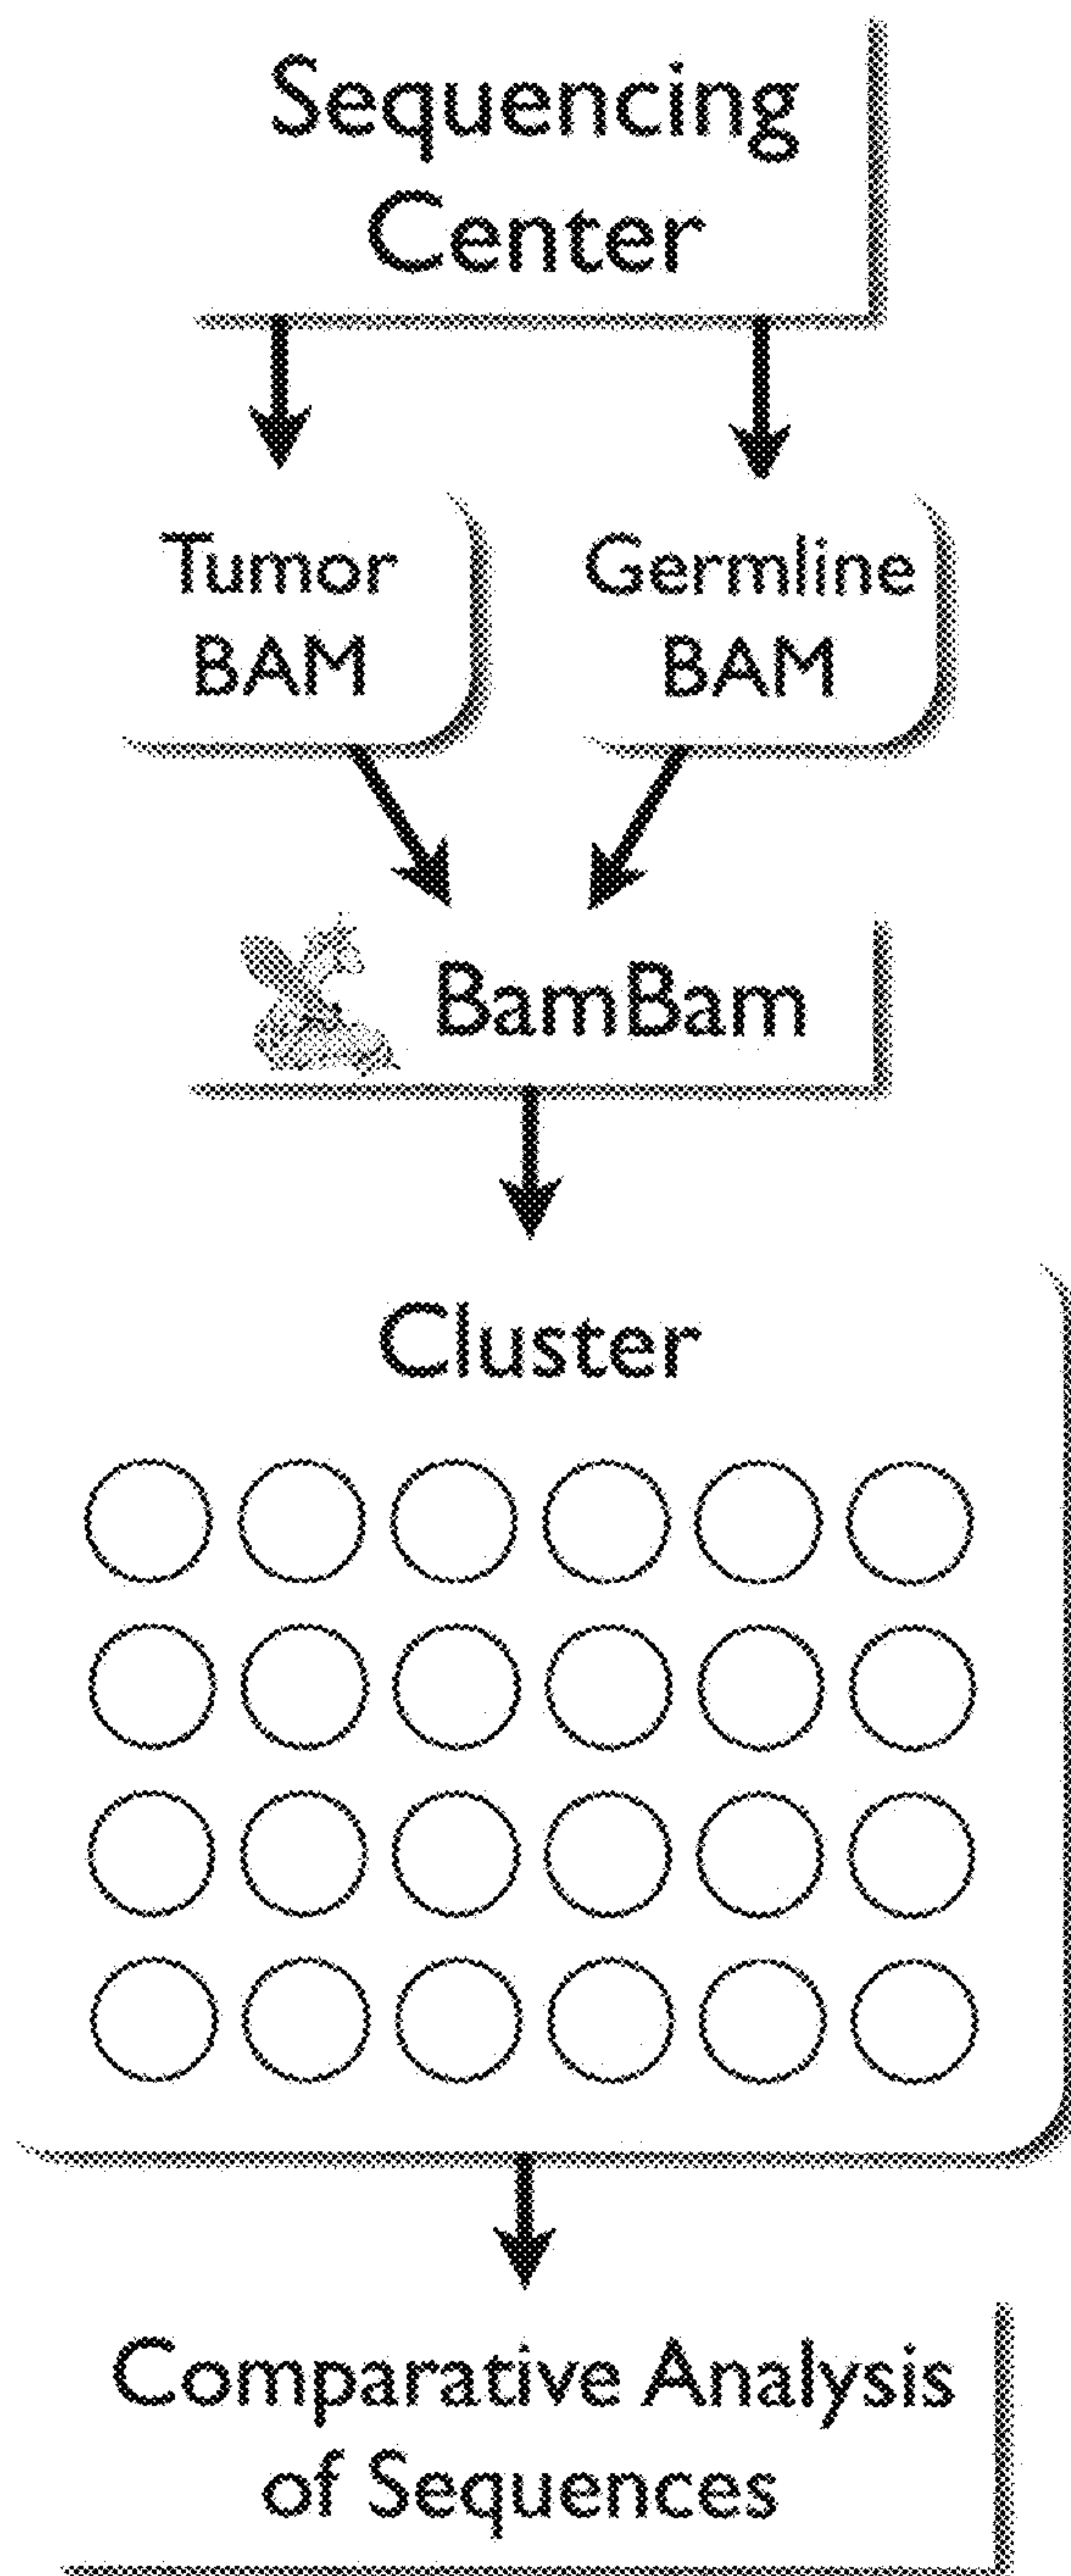 Sequencing
Center
Tumor
BAM
Germline
BAM
BamBam
Cluster
Comparative Analysis
of Sequences